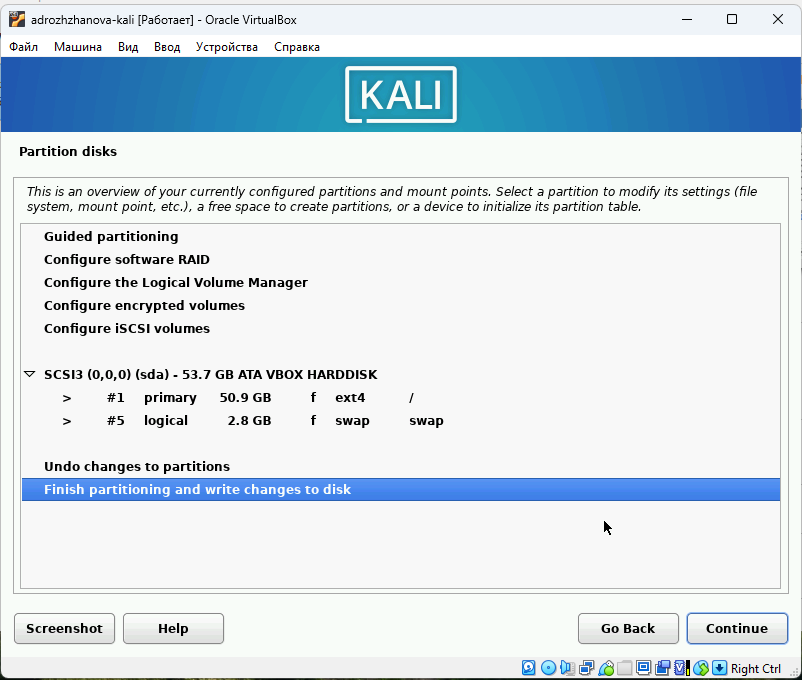 adrozhzhanova-kali [Работает] - Oracle VirtualBox
Файл Машина Вид Ввод Устройства Справка
KALI
Partition disks
This is an overview of your currently configured partitions and mount points. Select a partition to modify its settings (file
system, mount point, etc.), a free space to create partitions, or a device to initialize its partition table.
Guided partitioning
Configure software RAID
Configure the Logical Volume Manager
Configure encrypted volumes
Configure iSCSI volumes
SCSI3 (0,0,0) (sda) - 53.7 GB ATA VBOX HARDDISK
> #1 primary 50.9 GB f ext4 /
> #5 logical 2.8 GB f swap swap
Undo changes to partitions
Finish partitioning and write changes to disk
Screenshot Help Go Back Continue
Right Ctrl